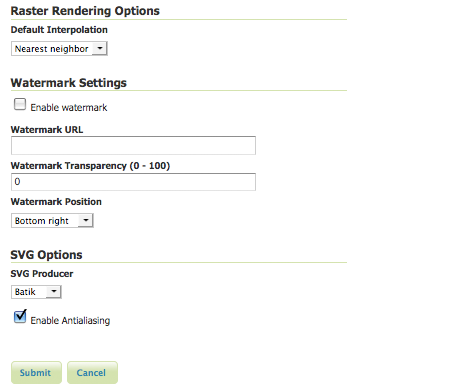 Raster Rendering Options
Default Interpolation
Nearest neighbor
Watermark Settings
Enable watermark
Watermark URL
Watermark Transparency (0 - 100)
0
Watermark Position
Bottom right
SVG Options
SVG Producer
Batik
Enable Antialiasing
Submit Cancel